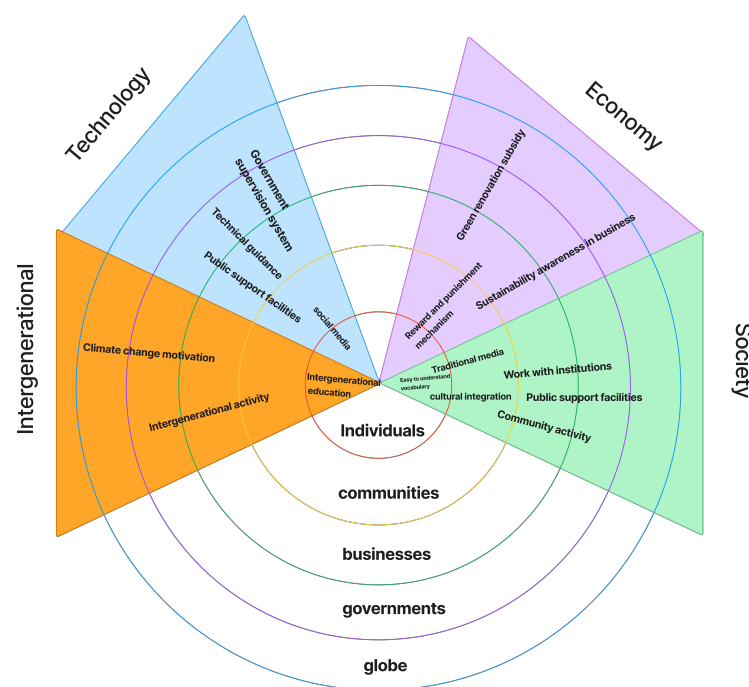 Technology
Economy
Intergenerational
Society
Government
supervision system
Technical guidance
Public support facilities
social media
Green renovation subsidy
Sustainability awareness in business
Reward and punishment
mechanism
Climate change motivation
Intergenerational activity
Intergenerational
education
Traditional media
Easy to understand
vocabulary
cultural integration
Work with institutions
Public support facilities
Community activity
Individuals
communities
businesses
governments
globe